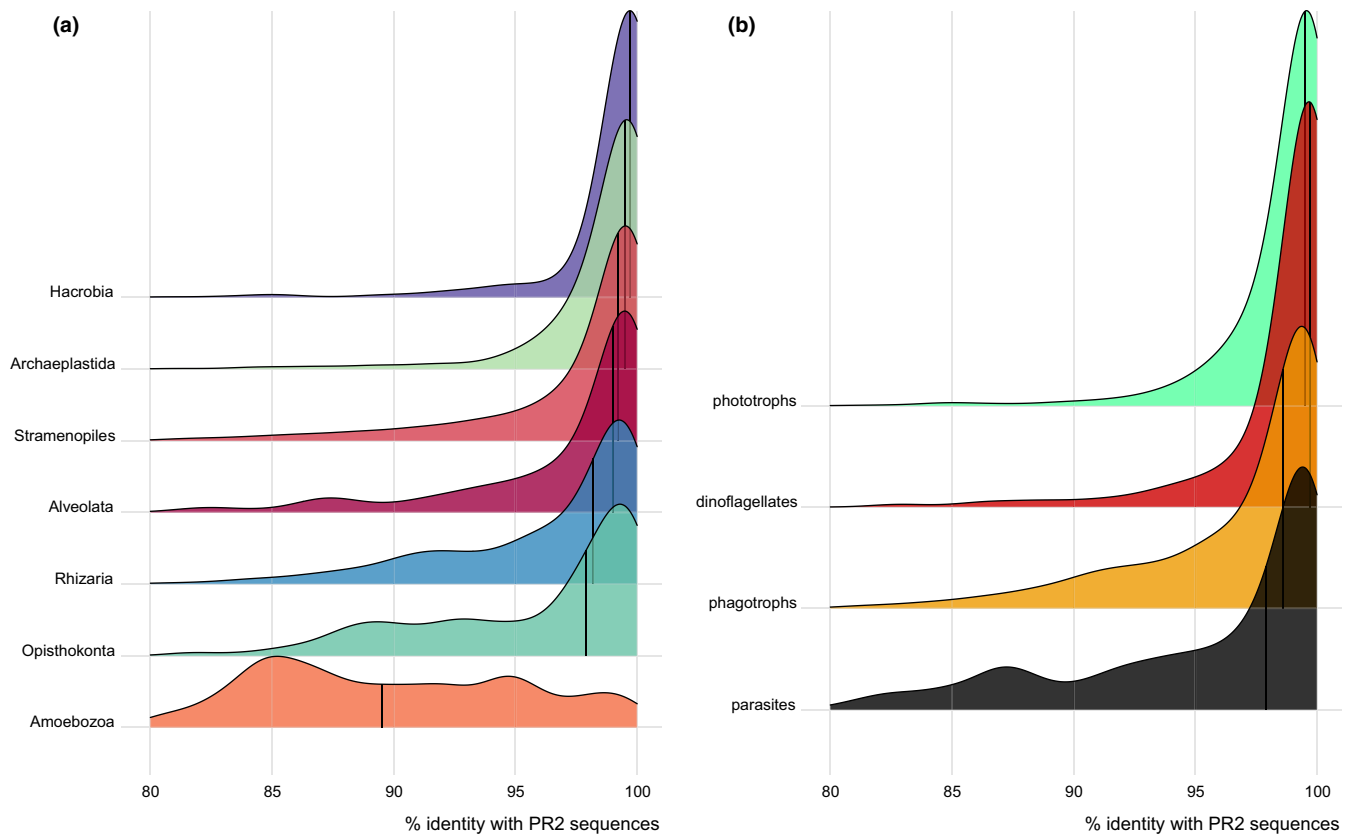 (a)
Hacrobia
Archaeplastida
Stramenopiles
Alveolata
Rhizaria
Opisthokonta
Amoebozoa
80 85 90 95 100
% identity with PR2 sequences
(b)
phototrophs
dinoflagellates
phagotrophs
parasites
80 85 90 95 100
% identity with PR2 sequences